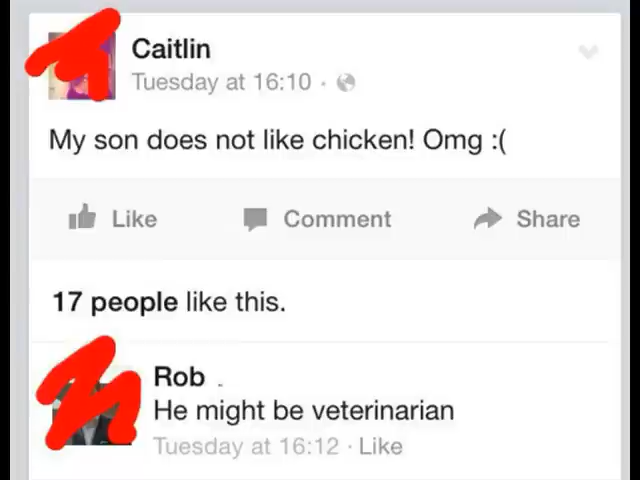 Caitlin
Tuesday at 16:10 ·
My son does not like chicken! Omg :(
Like Comment Share
17 people like this.
Rob
He might be veterinarian
Tuesday at 16:12 · Like